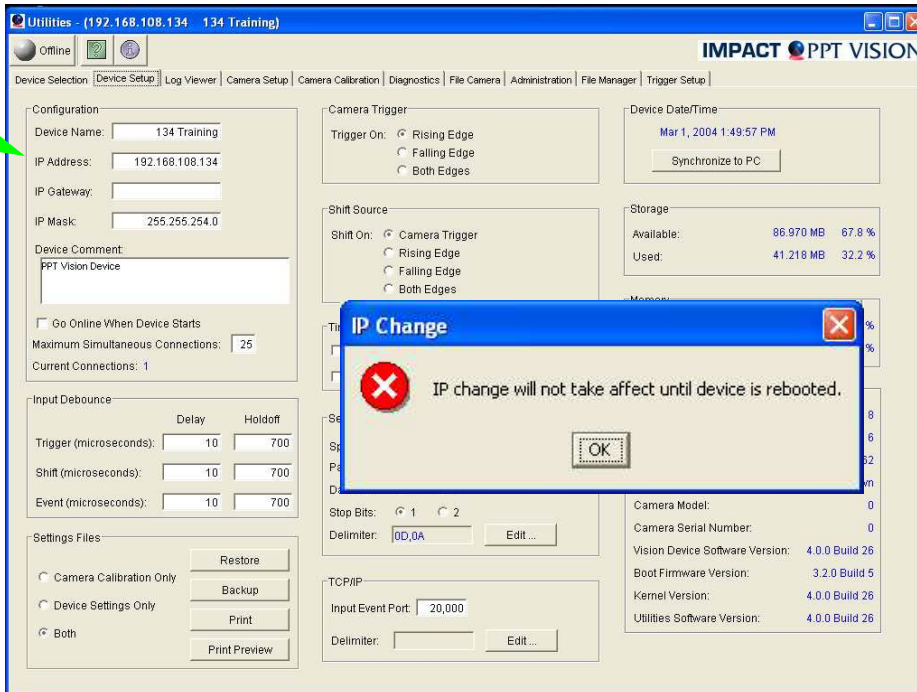 Utilities - (192.168.108.134 134 Training)
Offline
IMPACT PPT VISION
Device Selection Device Setup Log Viewer Camera Setup Camera Calibration Diagnostics File Camera Administration File Manager Trigger Setup
Configuration
Device Name: 134 Training
IP Address: 192.168.108.134
IP Gateway:
IP Mask: 255.255.254.0
Device Comment:
PPT Vision Device
Go Online When Device Starts
Maximum Simultaneous Connections: 25
Current Connections: 1
Input Debounce
Delay Holdoff
Trigger (microseconds): 10 700
Shift (microseconds): 10 700
Event (microseconds): 10 700
Settings Files
Camera Calibration Only
Device Settings Only
Both
Restore
Backup
Print
Print Preview
Camera Trigger
Trigger On: Rising Edge
Falling Edge
Both Edges
Shift Source
Shift On: Camera Trigger
Rising Edge
Falling Edge
Both Edges
IP Change
IP change will not take affect until device is rebooted.
OK
Stop Bits: 1 2
Delimiter: 0D,0A Edit ...
TCP/IP
Input Event Port: 20,000
Delimiter: Edit ...
Device Date/Time
Mar 1, 2004 1:49:57 PM
Synchronize to PC
Storage
Available: 86.970 MB 67.8 %
Used: 41.218 MB 32.2 %
Memory
%
%
8
6
62
Camera Model: 0
Camera Serial Number: 0
Vision Device Software Version: 4.0.0 Build 26
Boot Firmware Version: 3.2.0 Build 5
Kernel Version: 4.0.0 Build 26
Utilities Software Version: 4.0.0 Build 26